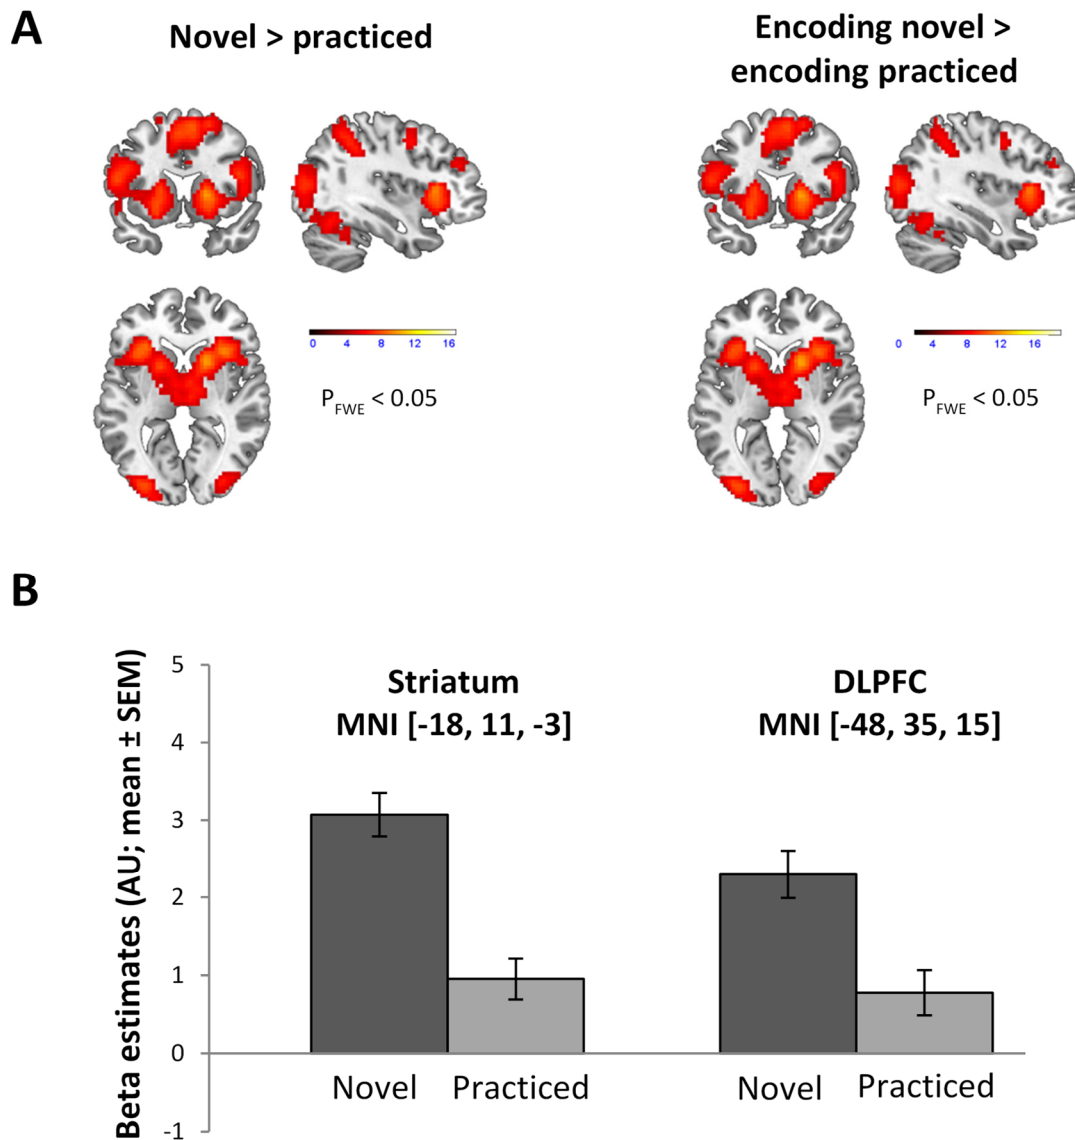 A
Novel > practiced
Encoding novel >
encoding practiced
0 4 8 12 16
P_FWE < 0.05
0 4 8 12 16
P_FWE < 0.05
B
Beta estimates (AU; mean ± SEM)
5
4
3
2
1
0
-1
Striatum
MNI [-18, 11, -3]
DLPFC
MNI [-48, 35, 15]
Novel Practiced Novel Practiced